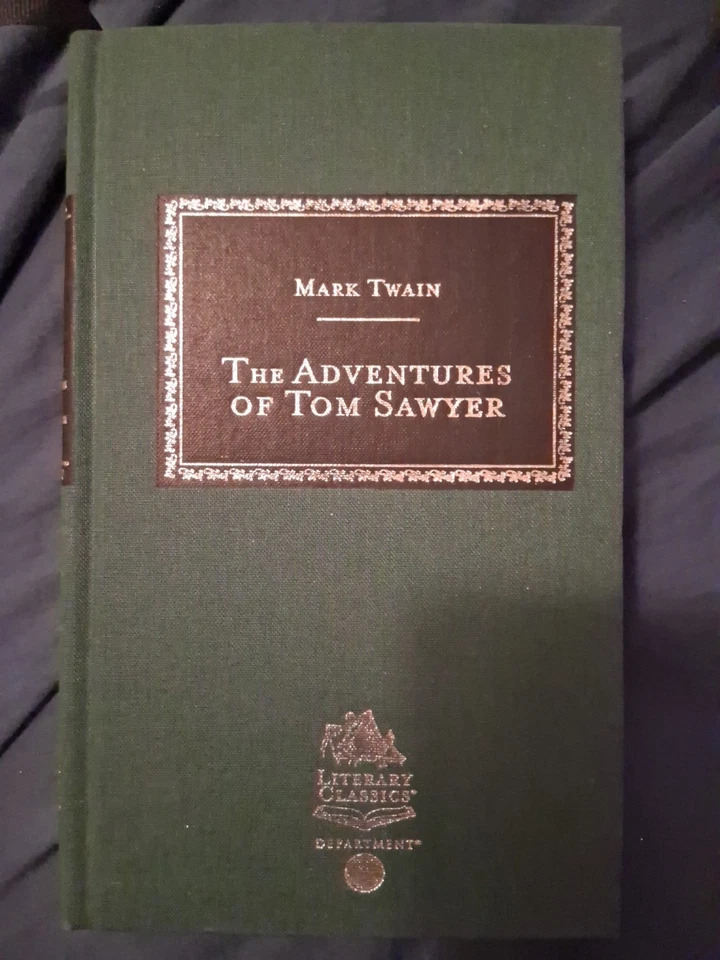 MARK TWAIN
THE ADVENTURES
OF TOM SAWYER
LITERARY
CLASSICS®
DEPARTMENT®